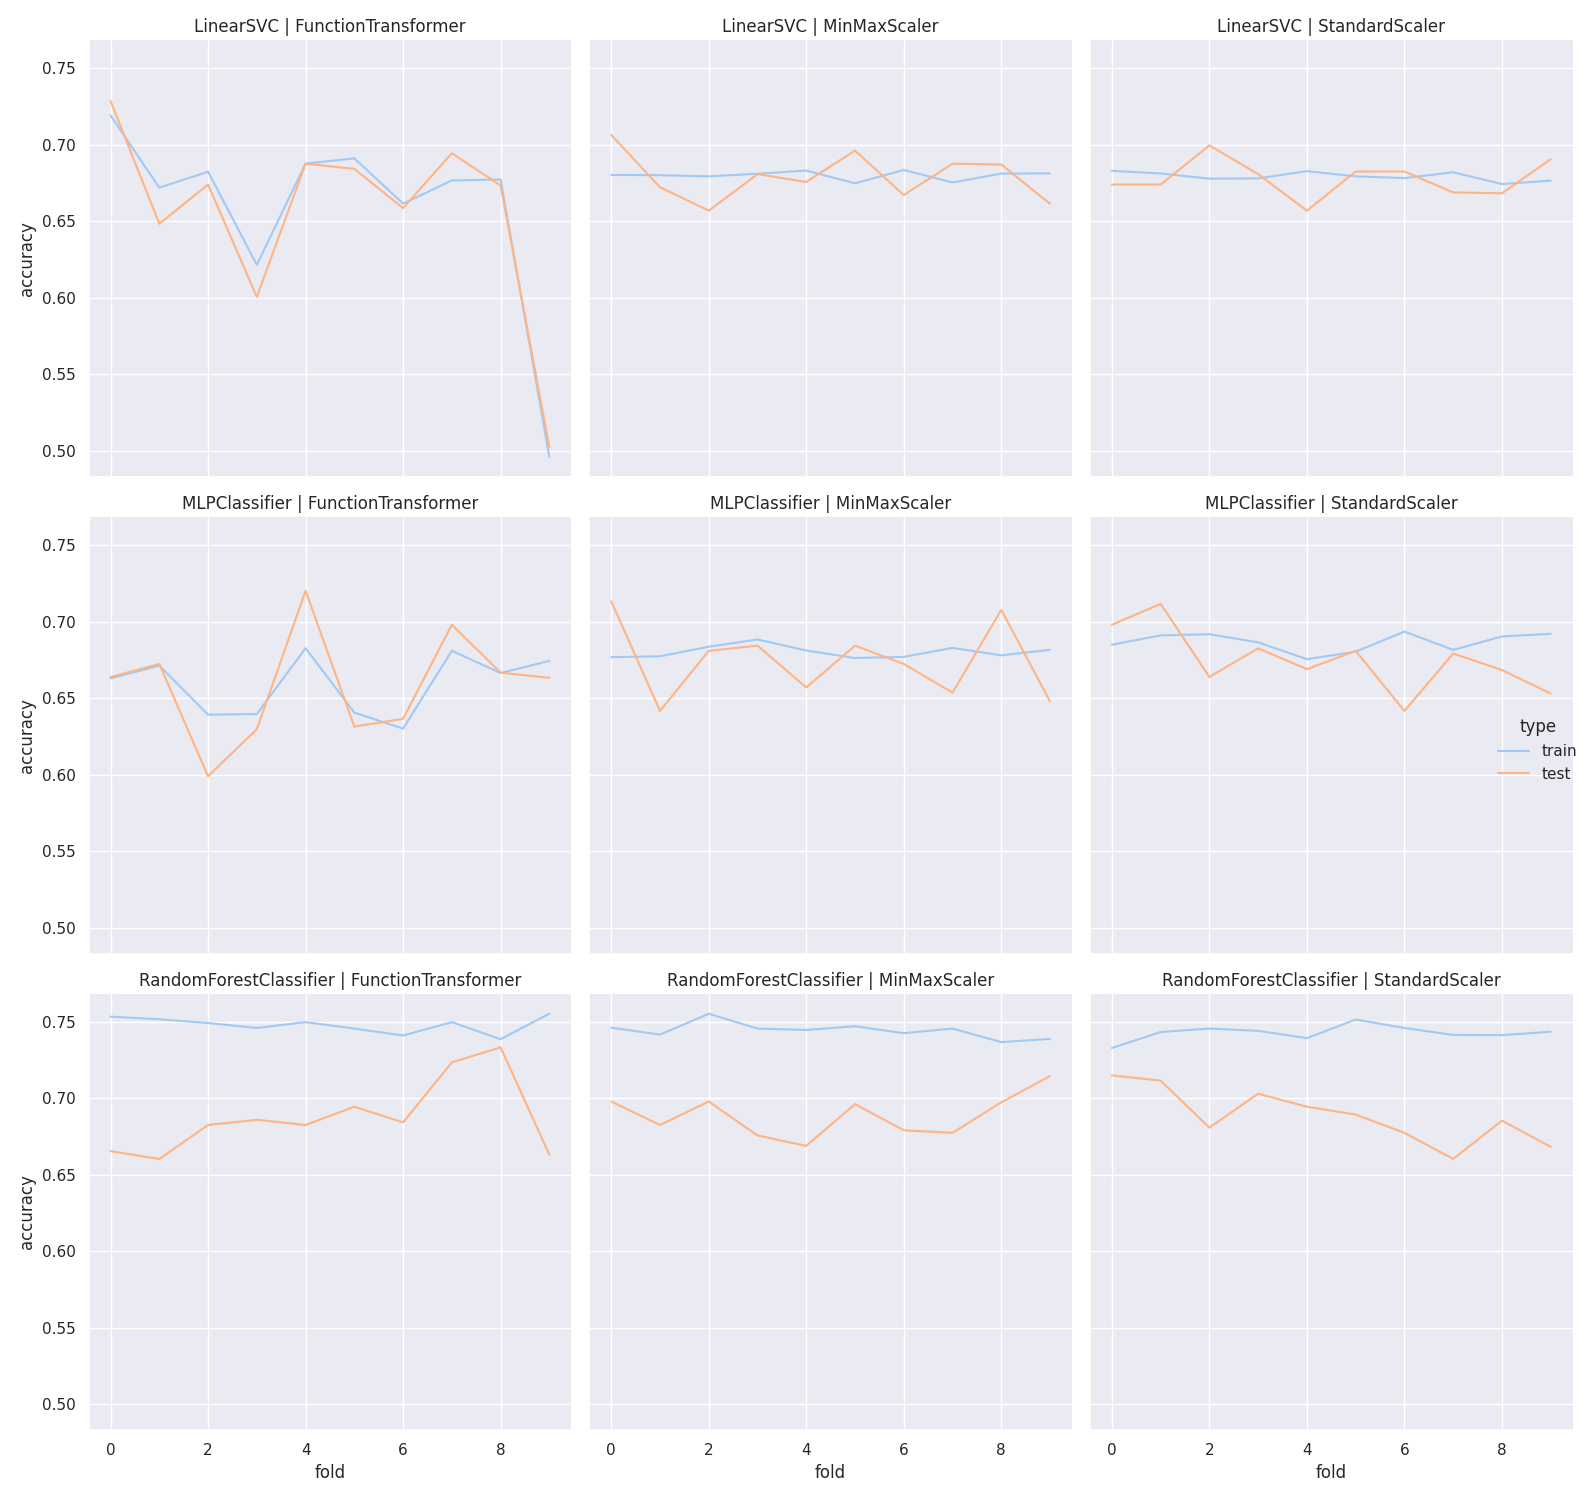 LinearSVC | FunctionTransformer
LinearSVC | MinMaxScaler
LinearSVC | StandardScaler
0.75
0.70
0.65
0.60
0.55
0.50
accuracy
MLPClassifier | FunctionTransformer
MLPClassifier | MinMaxScaler
MLPClassifier | StandardScaler
0.75
0.70
0.65
0.60
0.55
0.50
accuracy
type
train
test
RandomForestClassifier | FunctionTransformer
RandomForestClassifier | MinMaxScaler
RandomForestClassifier | StandardScaler
0.75
0.70
0.65
0.60
0.55
0.50
accuracy
0 2 4 6 8
fold
0 2 4 6 8
fold
0 2 4 6 8
fold